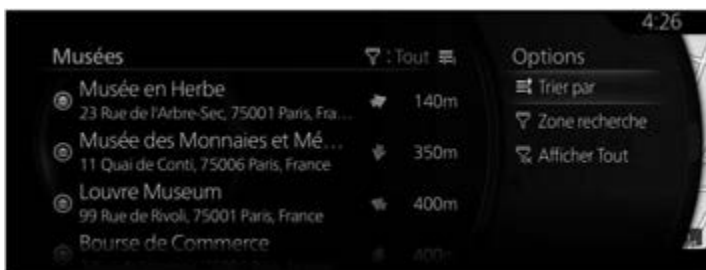 4:26
Musées
: Tout
Options
Musée en Herbe
23 Rue de l'Arbre-Sec, 75001 Paris, Fra...
140m
Musée des Monnaies et Mé...
11 Quai de Conti, 75006 Paris, France
350m
Louvre Museum
99 Rue de Rivoli, 75001 Paris, France
400m
Bourse de Commerce
400m
Trier par
Zone recherche
Afficher Tout